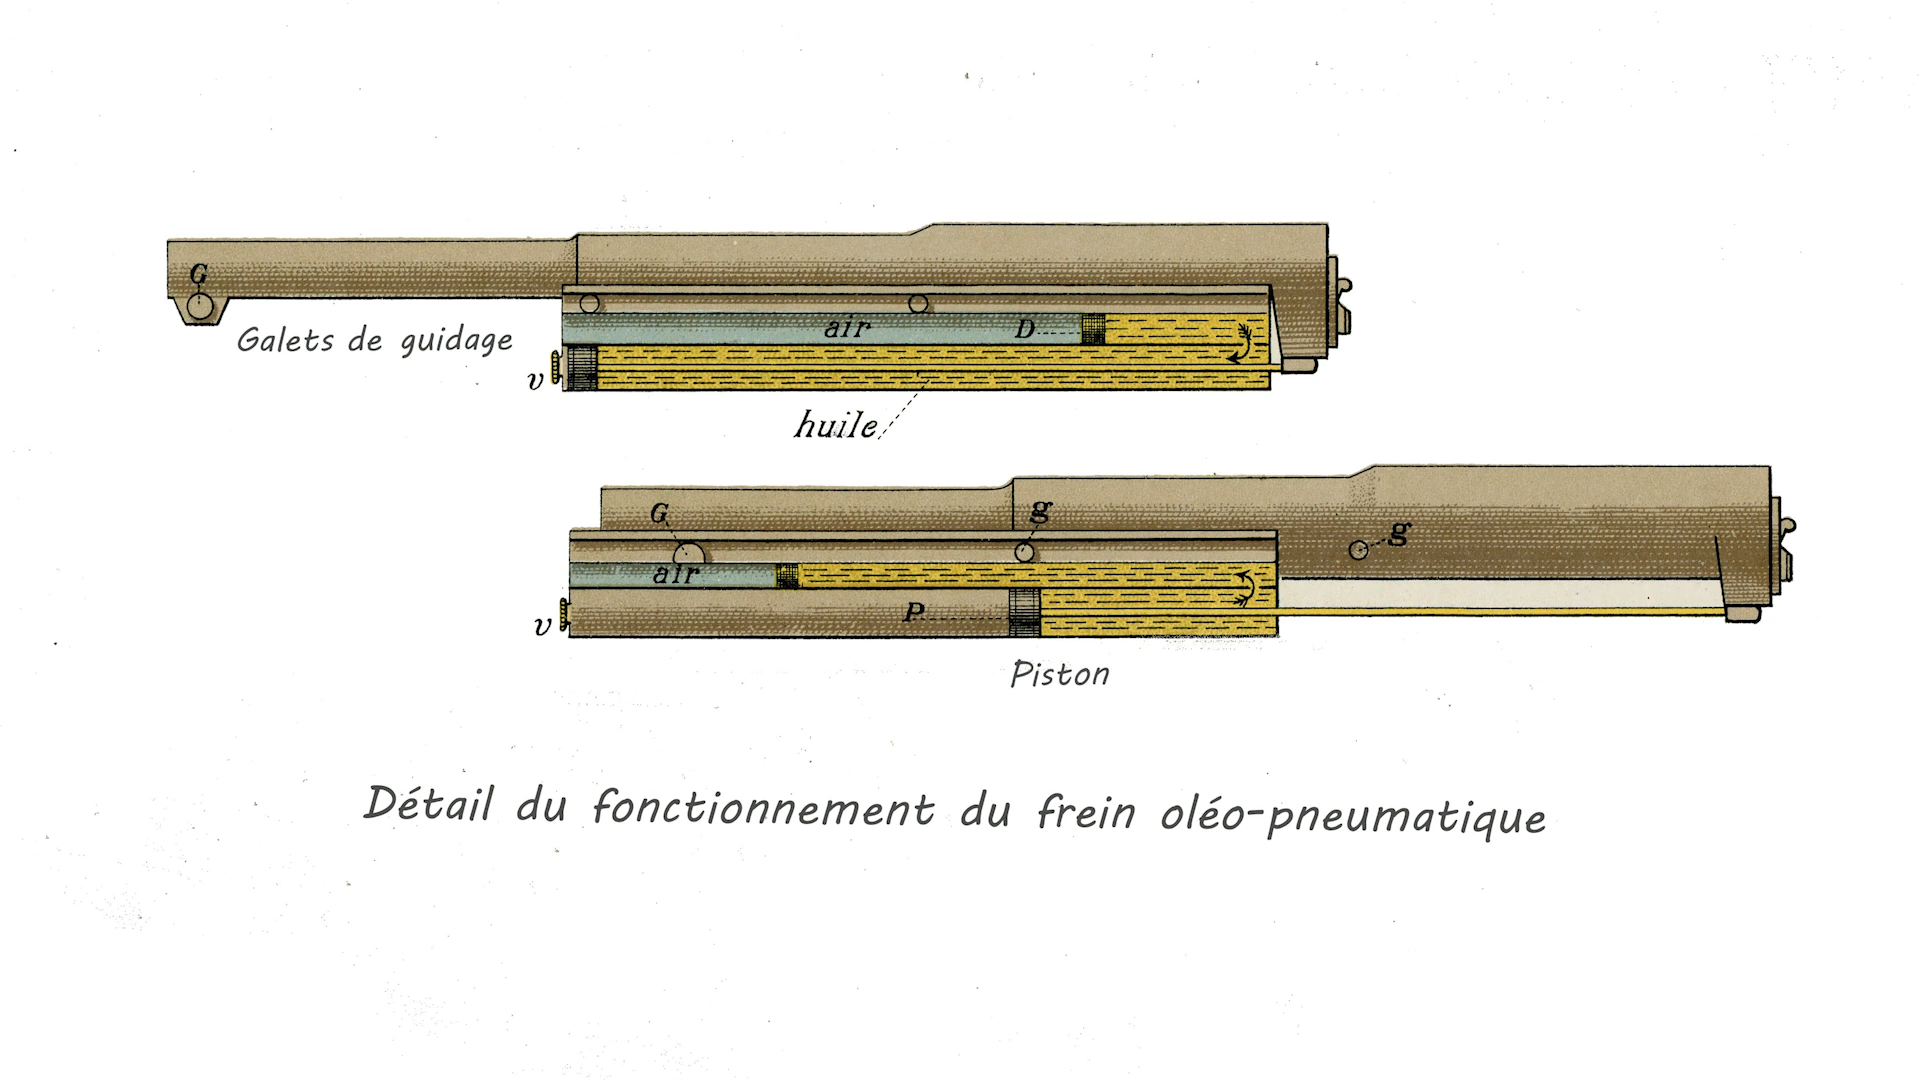 G
Galets de guidage
air
D
v
huile
G
g
g
air
P
v
Piston
Détail du fonctionnement du frein oléo-pneumatique